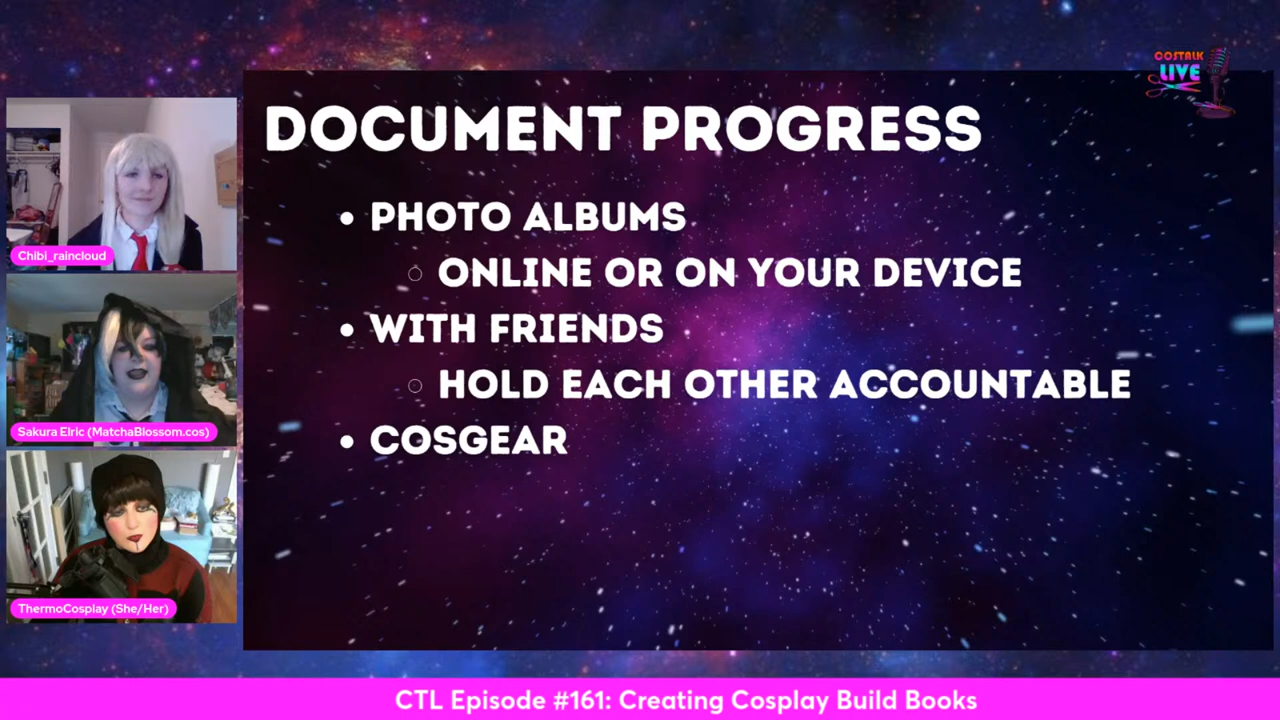 COSTALK
LIVE
DOCUMENT PROGRESS
• PHOTO ALBUMS
○ ONLINE OR ON YOUR DEVICE
• WITH FRIENDS
○ HOLD EACH OTHER ACCOUNTABLE
• COSGEAR
Chibi_raincloud
Sakura Elric (MatchaBlossom.cos)
ThermoCosplay (She/Her)
CTL Episode #161: Creating Cosplay Build Books